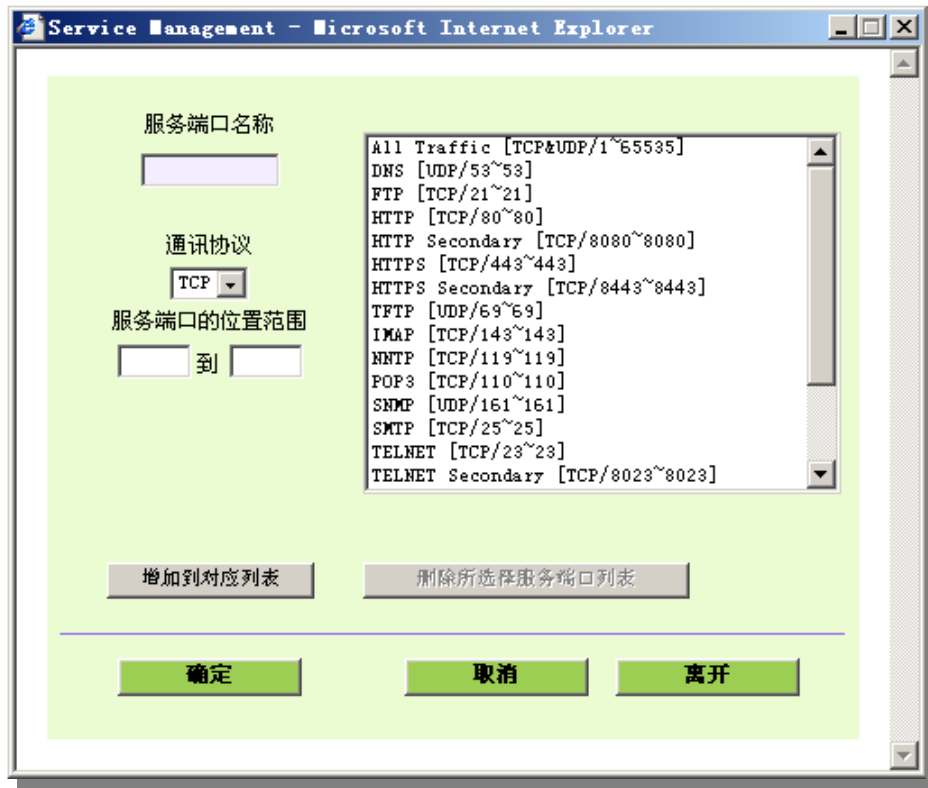 Service Management - Microsoft Internet Explorer
服务端口名称
通讯协议
TCP
服务端口的位置范围
到
All Traffic [TCP&UDP/1~65535]
DNS [UDP/53~53]
FTP [TCP/21~21]
HTTP [TCP/80~80]
HTTP Secondary [TCP/8080~8080]
HTTPS [TCP/443~443]
HTTPS Secondary [TCP/8443~8443]
TFTP [UDP/69~69]
IMAP [TCP/143~143]
NNTP [TCP/119~119]
POP3 [TCP/110~110]
SNMP [UDP/161~161]
SMTP [TCP/25~25]
TELNET [TCP/23~23]
TELNET Secondary [TCP/8023~8023]
增加到对应列表
删除所选择服务端口列表
确定
取消
离开